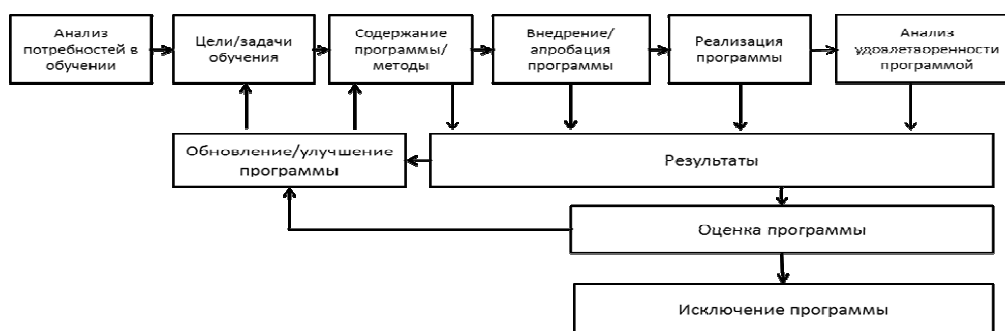 Анализ
потребностей в
обучении
Цели/задачи
обучения
Содержание
программы/
методы
Внедрение/
апробация
программы
Реализация
программы
Анализ
удовлетворенности
программой
Обновление/улучшение
программы
Результаты
Оценка программы
Исключение программы